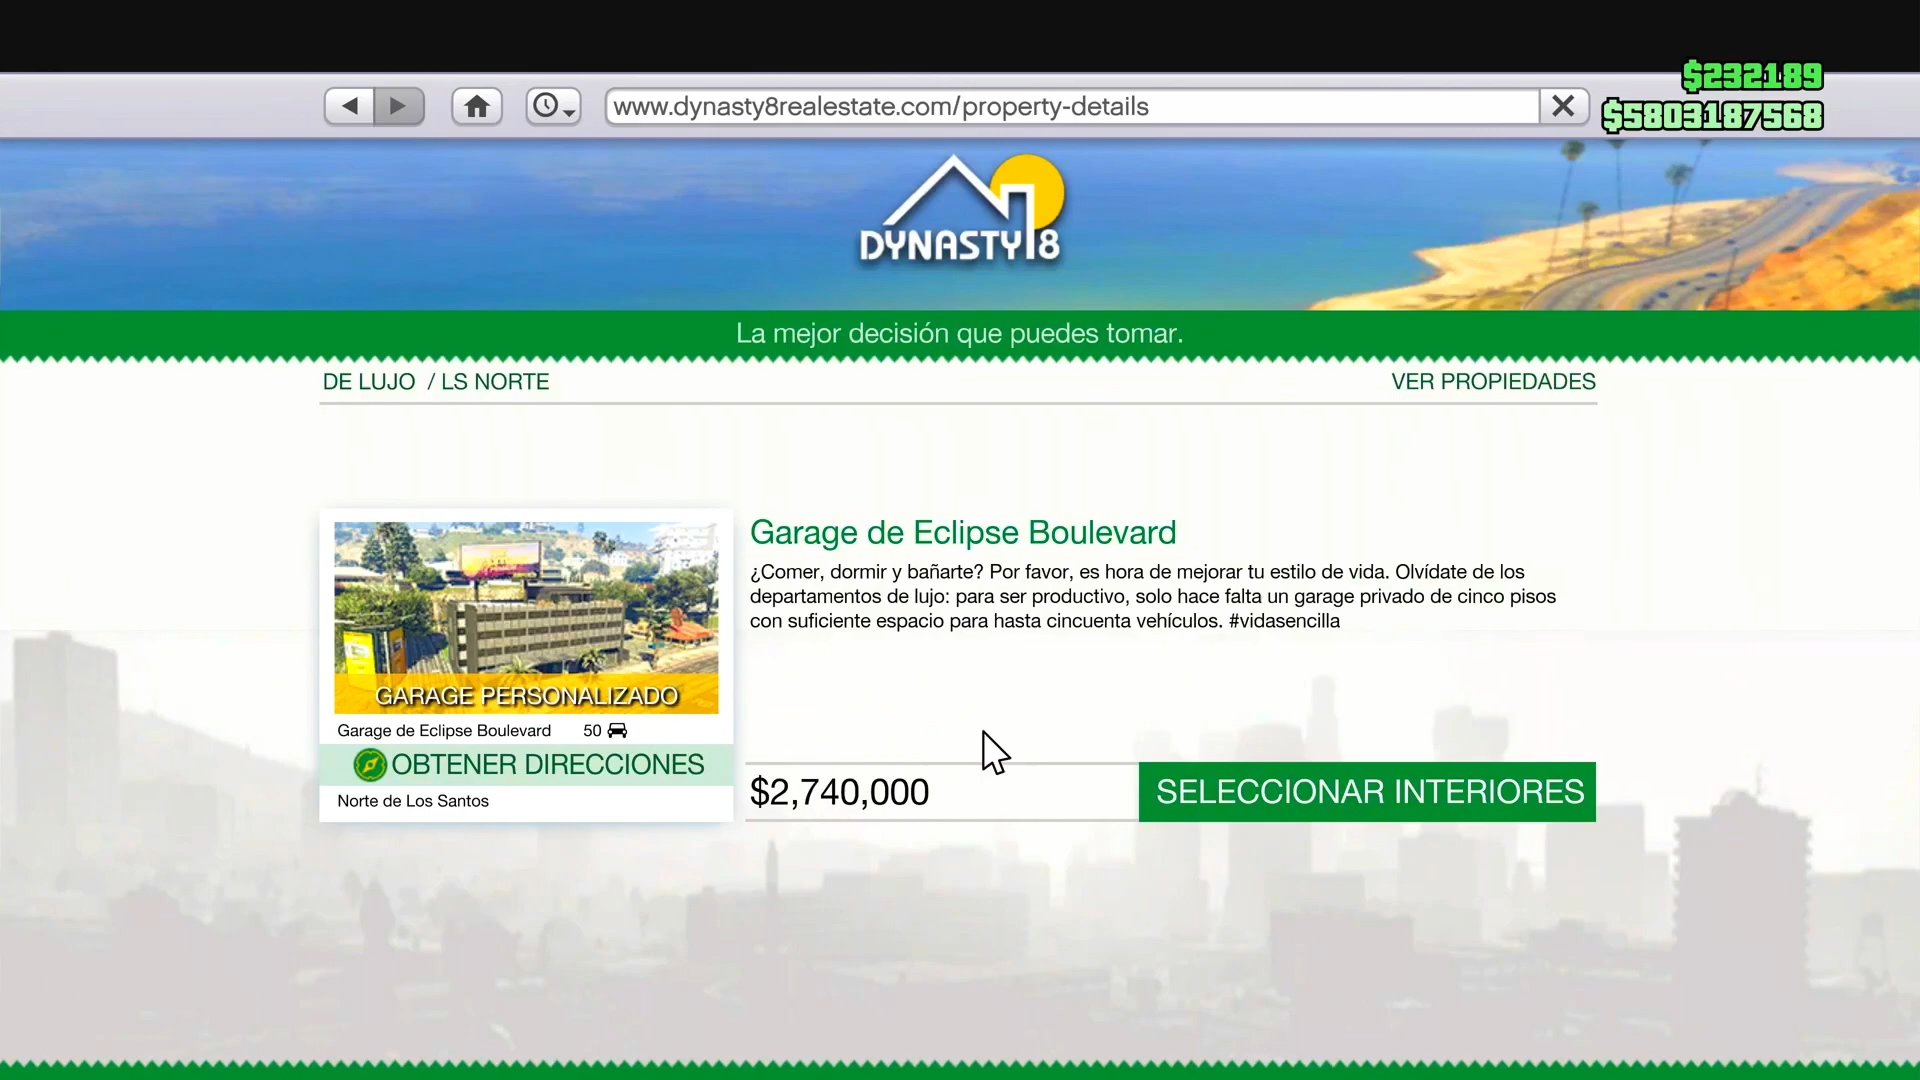 $232189
www.dynasty8realestate.com/property-details
$5803187568
DYNASTY 8
La mejor decisión que puedes tomar.
DE LUJO / LS NORTE
VER PROPIEDADES
GARAGE PERSONALIZADO
Garage de Eclipse Boulevard 50
OBTENER DIRECCIONES
Norte de Los Santos
Garage de Eclipse Boulevard
¿Comer, dormir y bañarte? Por favor, es hora de mejorar tu estilo de vida. Olvídate de los
departamentos de lujo: para ser productivo, solo hace falta un garage privado de cinco pisos
con suficiente espacio para hasta cincuenta vehículos. #vidasencilla
$2,740,000
SELECCIONAR INTERIORES